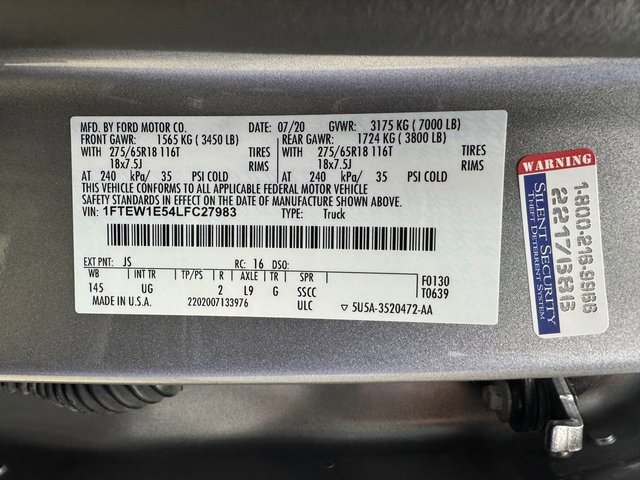 MFD. BY FORD MOTOR CO. DATE: 07/20 GVWR: 3175 KG ( 7000 LB)
FRONT GAWR: 1565 KG ( 3450 LB) REAR GAWR: 1724 KG ( 3800 LB)
WITH 275/65R18 116T TIRES 275/65R18 116T TIRES
18x7.5J RIMS 18x7.5J RIMS
AT 240 kPa/ 35 PSI COLD AT 240 kPa/ 35 PSI COLD
THIS VEHICLE CONFORMS TO ALL APPLICABLE FEDERAL MOTOR VEHICLE
SAFETY STANDARDS IN EFFECT ON THE DATE OF MANUFACTURE SHOWN ABOVE.
VIN: 1FTEW1E54LFC27983 TYPE: Truck
EXT PNT: JS RC: 16 DSO:
WB INT TR TP/PS R AXLE TR SPR F0130
145 UG 2 L9 G SSCC T0639
MADE IN U.S.A. 2202007133976 ULC ▽ 5U5A-3520472-AA
WARNING
SILENT SECURITY
THEFT DETERRENT SYSTEM